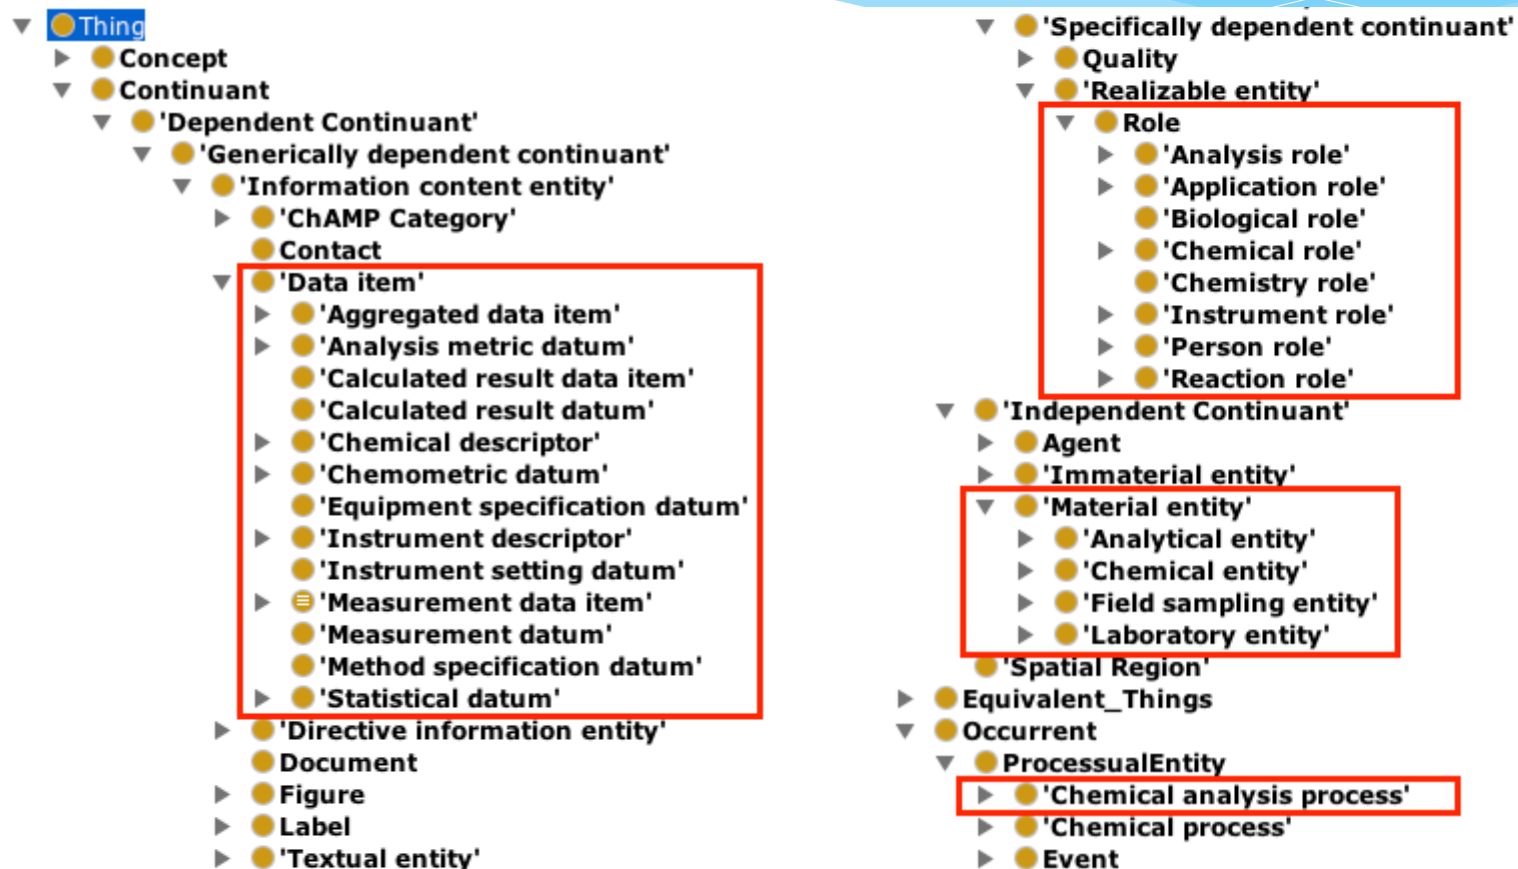 Thing
Concept
Continuant
'Dependent Continuant'
'Generically dependent continuant'
'Information content entity'
'ChAMP Category'
Contact
'Data item'
'Aggregated data item'
'Analysis metric datum'
'Calculated result data item'
'Calculated result datum'
'Chemical descriptor'
'Chemometric datum'
'Equipment specification datum'
'Instrument descriptor'
'Instrument setting datum'
'Measurement data item'
'Measurement datum'
'Method specification datum'
'Statistical datum'
'Directive information entity'
Document
Figure
Label
'Textual entity'
'Specifically dependent continuant'
Quality
'Realizable entity'
Role
'Analysis role'
'Application role'
'Biological role'
'Chemical role'
'Chemistry role'
'Instrument role'
'Person role'
'Reaction role'
'Independent Continuant'
Agent
'Immaterial entity'
'Material entity'
'Analytical entity'
'Chemical entity'
'Field sampling entity'
'Laboratory entity'
'Spatial Region'
Equivalent_Things
Occurrent
ProcessualEntity
'Chemical analysis process'
'Chemical process'
Event